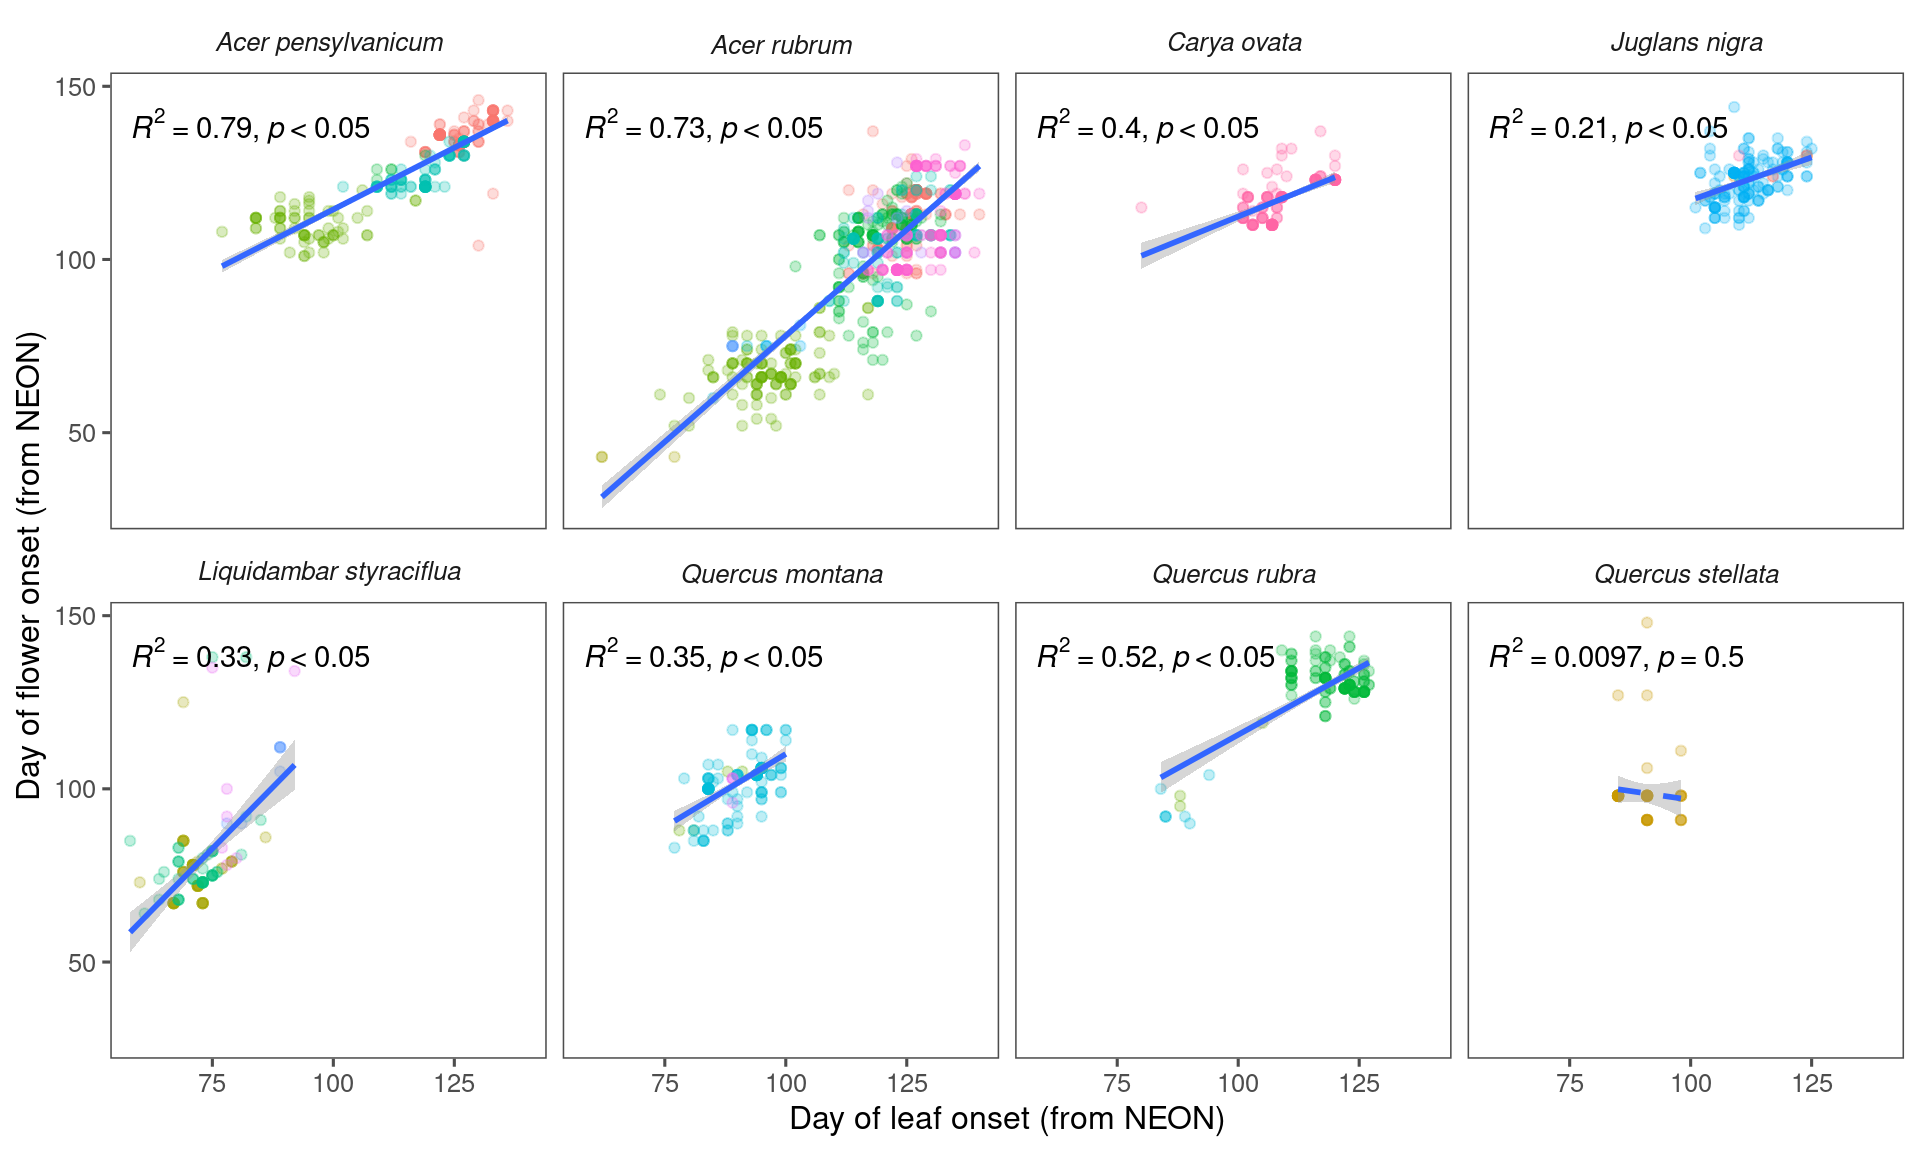 Acer pensylvanicum
Acer rubrum
Carya ovata
Juglans nigra
150
100
50
R² = 0.79, p < 0.05
R² = 0.73, p < 0.05
R² = 0.4, p < 0.05
R² = 0.21, p < 0.05
Liquidambar styraciflua
Quercus montana
Quercus rubra
Quercus stellata
150
100
50
R² = 0.33, p < 0.05
R² = 0.35, p < 0.05
R² = 0.52, p < 0.05
R² = 0.0097, p = 0.5
75 100 125
75 100 125
75 100 125
75 100 125
Day of leaf onset (from NEON)
Day of flower onset (from NEON)